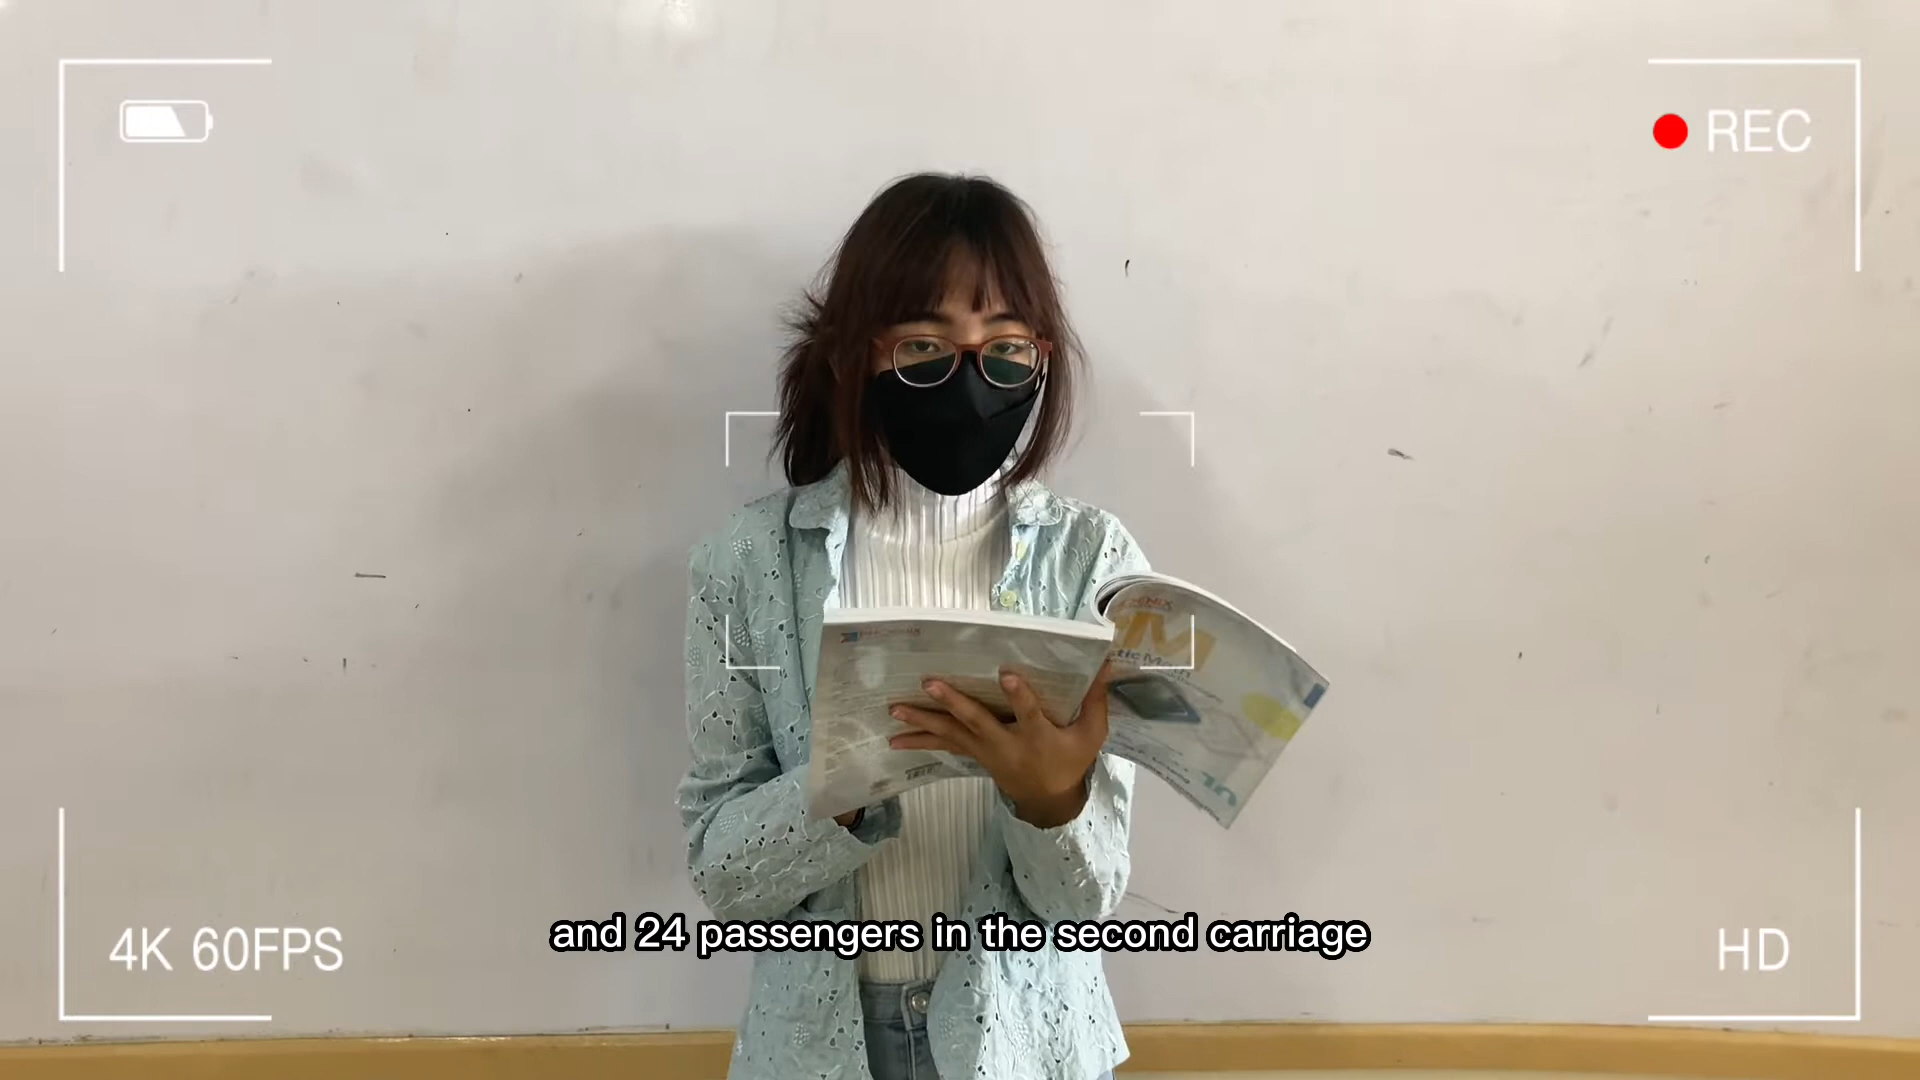 REC
and 24 passengers in the second carriage
4K 60FPS
HD